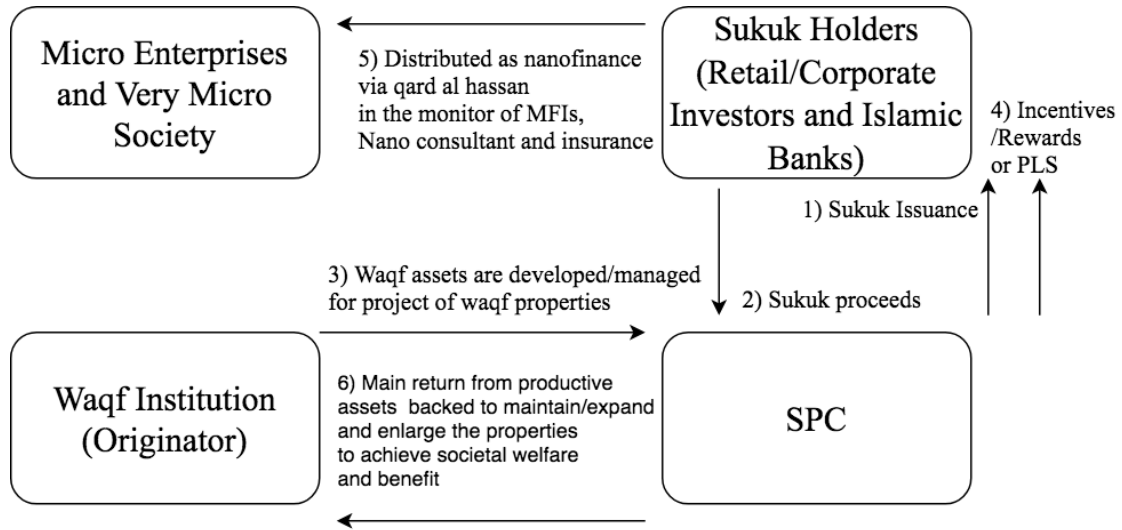 Micro Enterprises
and Very Micro
Society
5) Distributed as nanofinance
via qard al hassan
in the monitor of MFIs,
Nano consultant and insurance
Sukuk Holders
(Retail/Corporate
Investors and Islamic
Banks)
4) Incentives
/Rewards
or PLS
1) Sukuk Issuance
3) Waqf assets are developed/managed
for project of waqf properties
2) Sukuk proceeds
Waqf Institution
(Originator)
6) Main return from productive
assets backed to maintain/expand
and enlarge the properties
to achieve societal welfare
and benefit
SPC